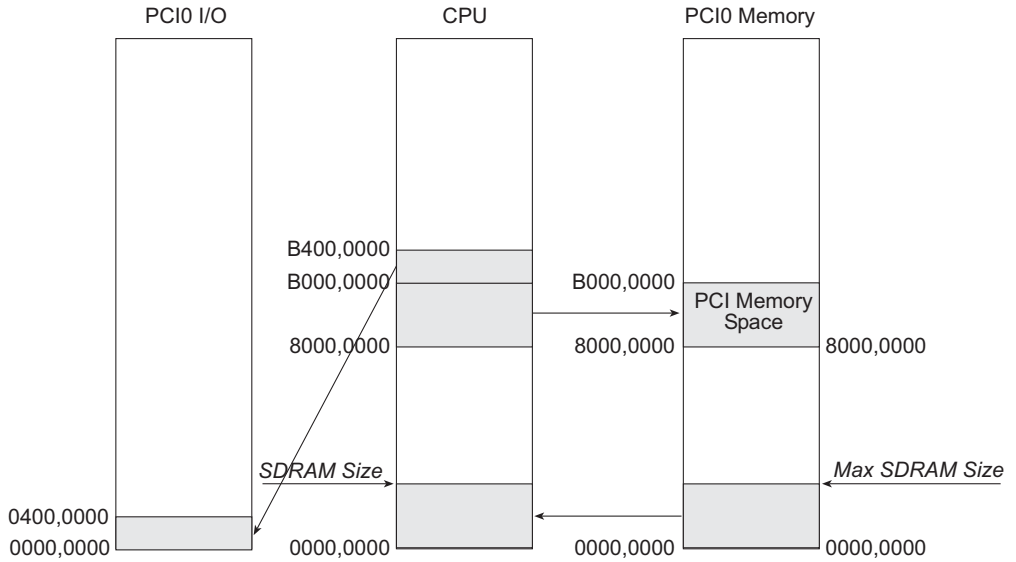 PCI0 I/O
CPU
PCI0 Memory
B400,0000
B000,0000
B000,0000
PCI Memory
Space
8000,0000
8000,0000
8000,0000
SDRAM Size
Max SDRAM Size
0400,0000
0000,0000
0000,0000
0000,0000
0000,0000